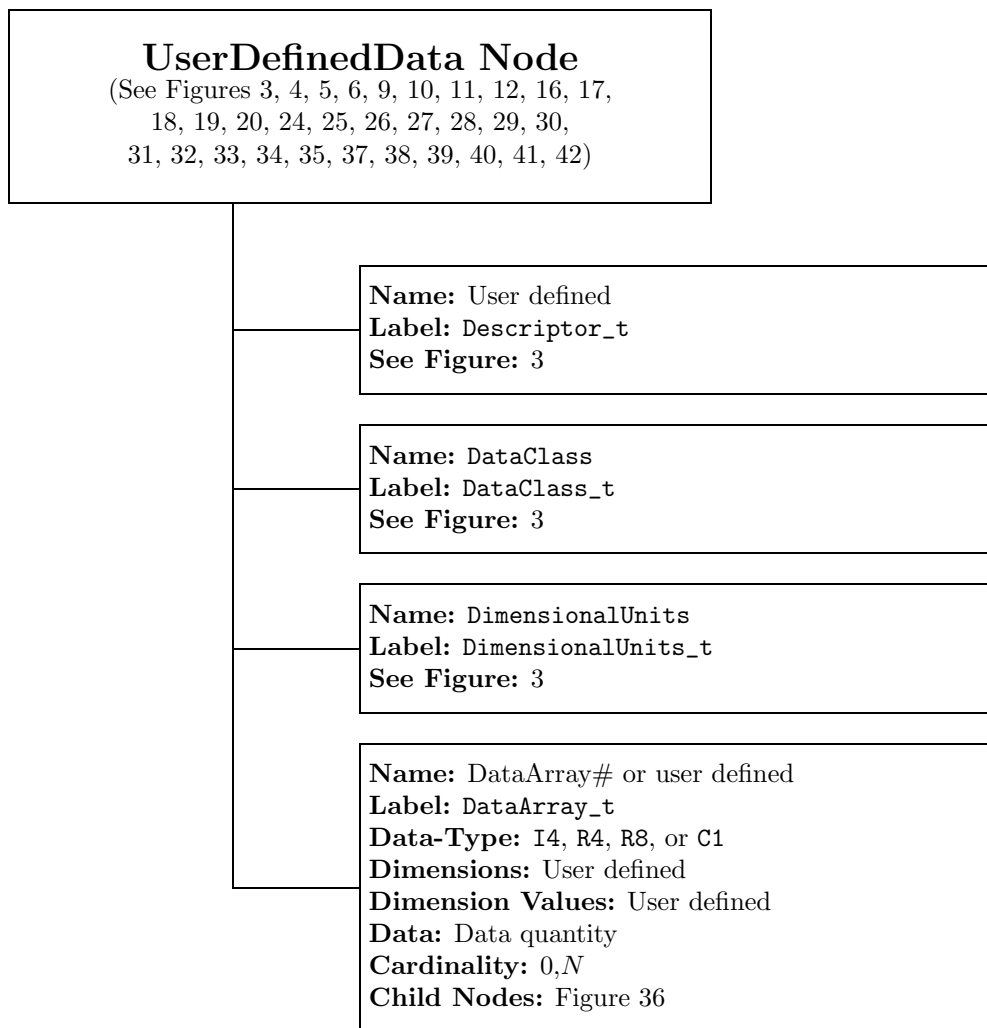 UserDefinedData Node
(See Figures 3, 4, 5, 6, 9, 10, 11, 12, 16, 17,
18, 19, 20, 24, 25, 26, 27, 28, 29, 30,
31, 32, 33, 34, 35, 37, 38, 39, 40, 41, 42)
Name: User defined
Label: Descriptor_t
See Figure: 3
Name: DataClass
Label: DataClass_t
See Figure: 3
Name: DimensionalUnits
Label: DimensionalUnits_t
See Figure: 3
Name: DataArray# or user defined
Label: DataArray_t
Data-Type: I4, R4, R8, or C1
Dimensions: User defined
Dimension Values: User defined
Data: Data quantity
Cardinality: 0,N
Child Nodes: Figure 36